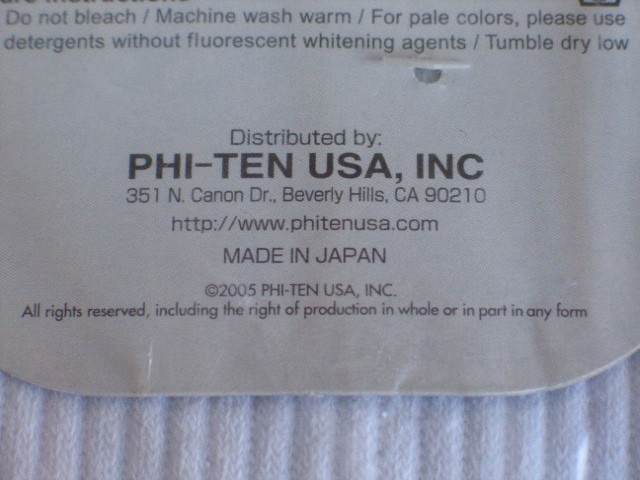 Do not bleach / Machine wash warm / For pale colors, please use
detergents without fluorescent whitening agents / Tumble dry low
Distributed by:
PHI-TEN USA, INC
351 N. Canon Dr., Beverly Hills, CA 90210
http://www.phitenusa.com
MADE IN JAPAN
©2005 PHI-TEN USA, INC.
All rights reserved, including the right of production in whole or in part in any form